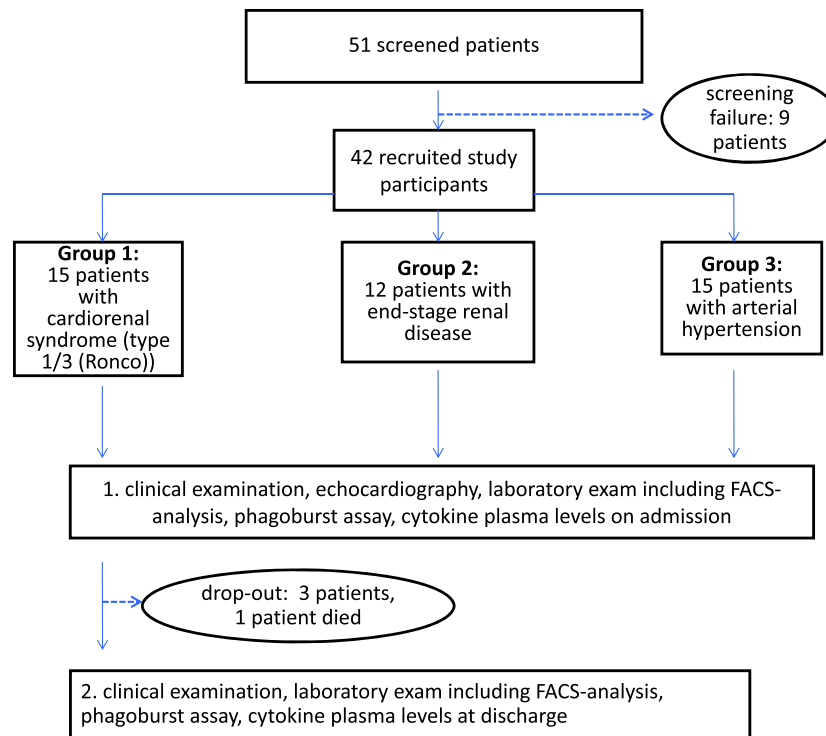 51 screened patients
screening
failure: 9
patients
42 recruited study
participants
Group 1:
15 patients
with
cardiorenal
syndrome (type
1/3 (Ronco))
Group 2:
12 patients with
end-stage renal
disease
Group 3:
15 patients
with arterial
hypertension
1. clinical examination, echocardiography, laboratory exam including FACS-
analysis, phagoburst assay, cytokine plasma levels on admission
drop-out:  3 patients,
1 patient died
2. clinical examination, laboratory exam including FACS-analysis,
phagoburst assay, cytokine plasma levels at discharge